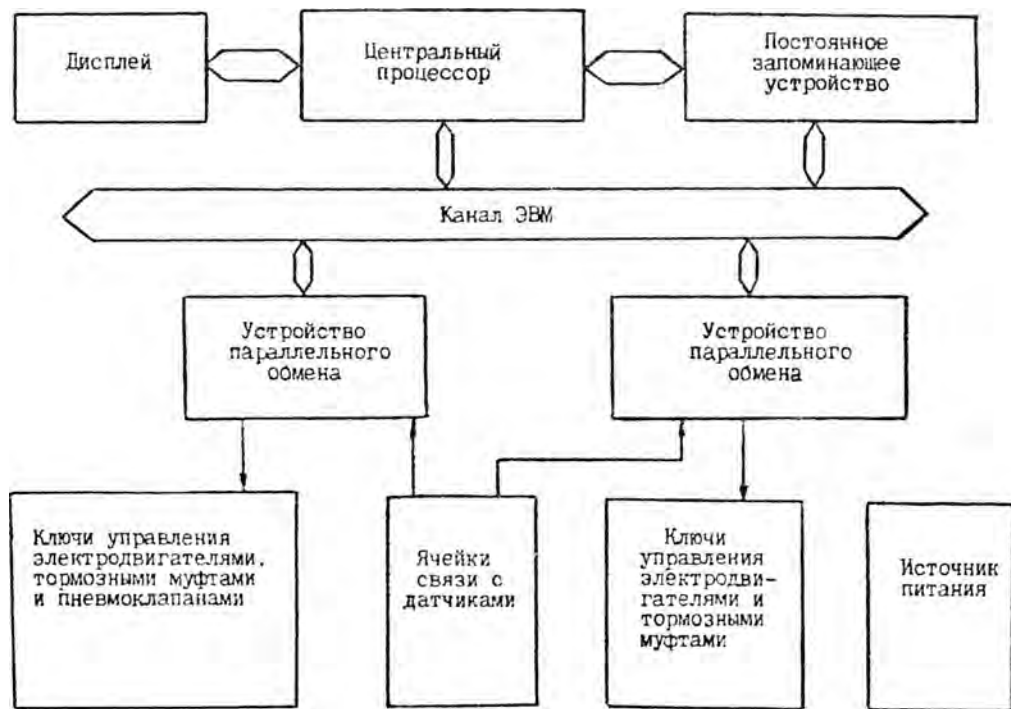 Дисплей
Центральный
процессор
Постоянное
запоминающее
устройство
Канал ЭВМ
Устройство
параллельного
обмена
Устройство
параллельного
обмена
Ключи управления
электродвигателями,
тормозными муфтами
и пневмоклапанами
Ячейки
связи с
датчиками
Ключи
управления
электродви-
гателями и
тормозными
муфтами
Источник
питания